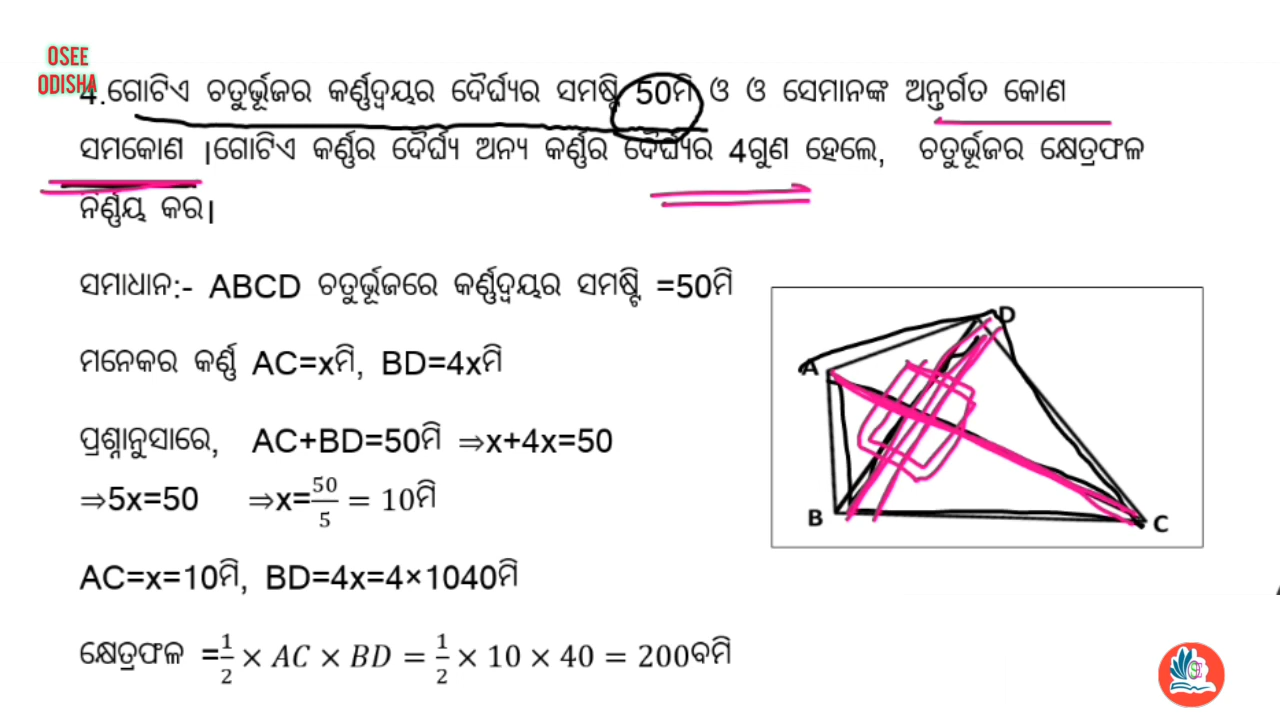 OSEE
ODISHA
4.ଗୋଟିଏ ଚତୁର୍ଭୂଜର କର୍ଣ୍ଣଦ୍ୱୟର ଦୈର୍ଘ୍ୟର ସମଷ୍ଟି 50ମି ଓ ଓ ସେମାନଙ୍କ ଅନ୍ତର୍ଗତ କୋଣ
ସମକୋଣ ।ଗୋଟିଏ କର୍ଣ୍ଣର ଦୈର୍ଘ୍ୟ ଅନ୍ୟ କର୍ଣ୍ଣର ଦୈର୍ଘ୍ୟର 4ଗୁଣ ହେଲେ, ଚତୁର୍ଭୂଜର କ୍ଷେତ୍ରଫଳ
ନିର୍ଣ୍ଣୟ କର।
ସମାଧାନ:- ABCD ଚତୁର୍ଭୂଜରେ କର୍ଣ୍ଣଦ୍ୱୟର ସମଷ୍ଟି =50ମି
ମନେକର କର୍ଣ୍ଣ AC=xମି, BD=4xମି
ପ୍ରଶ୍ନାନୁସାରେ, AC+BD=50ମି ⇒x+4x=50
⇒5x=50 ⇒x=50/5 = 10ମି
AC=x=10ମି, BD=4x=4×1040ମି
କ୍ଷେତ୍ରଫଳ =1/2 × AC × BD = 1/2 × 10 × 40 = 200ବମି
D
A
B
C